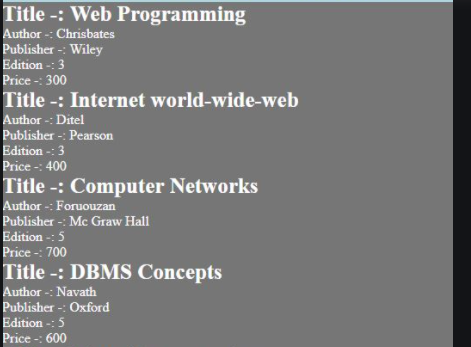 Title -: Web Programming
Author -: Chrisbates
Publisher -: Wiley
Edition -: 3
Price -: 300
Title -: Internet world-wide-web
Author -: Ditel
Publisher -: Pearson
Edition -: 3
Price -: 400
Title -: Computer Networks
Author -: Foruouzan
Publisher -: Mc Graw Hall
Edition -: 5
Price -: 700
Title -: DBMS Concepts
Author -: Navath
Publisher -: Oxford
Edition -: 5
Price -: 600